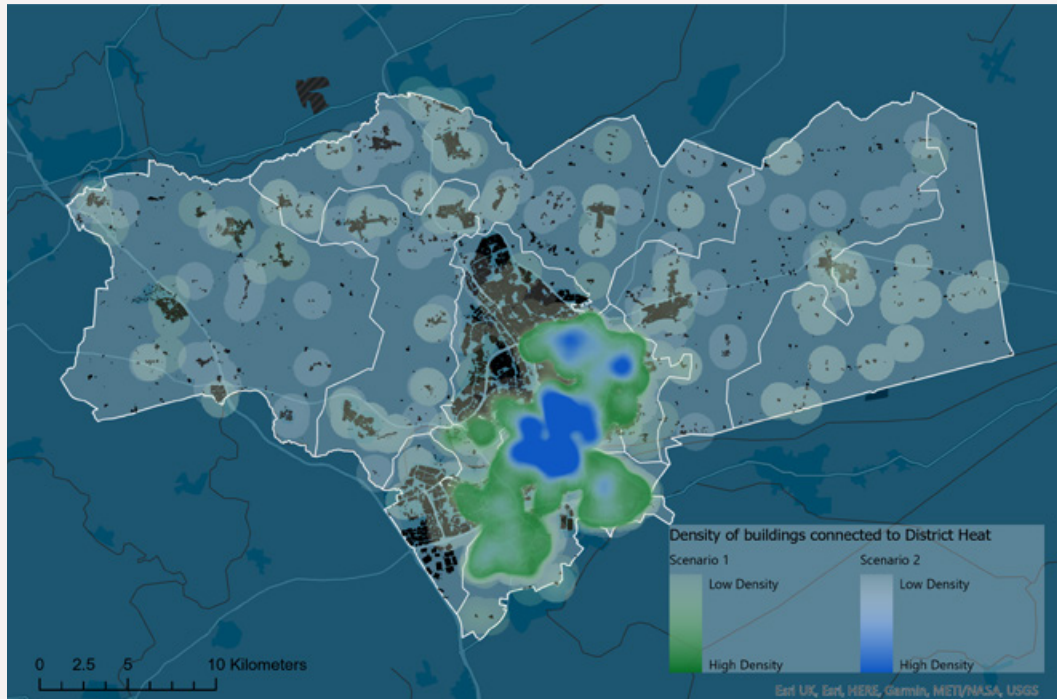 Density of buildings connected to District Heat
Scenario 1
Scenario 2
Low Density
Low Density
High Density
High Density
0 2.5 5 10 Kilometers
Esri UK, Esri, HERE, Garmin, METI/NASA, USGS